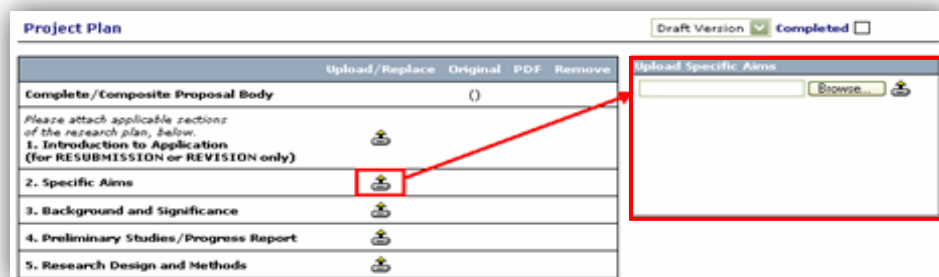 Project Plan
Draft Version Completed
Upload/Replace Original PDF Remove
Upload Specific Aims
Browse...
Complete/Composite Proposal Body ()
Please attach applicable sections
of the research plan, below.
1. Introduction to Application
(for RESUBMISSION or REVISION only)
2. Specific Aims
3. Background and Significance
4. Preliminary Studies/Progress Report
5. Research Design and Methods